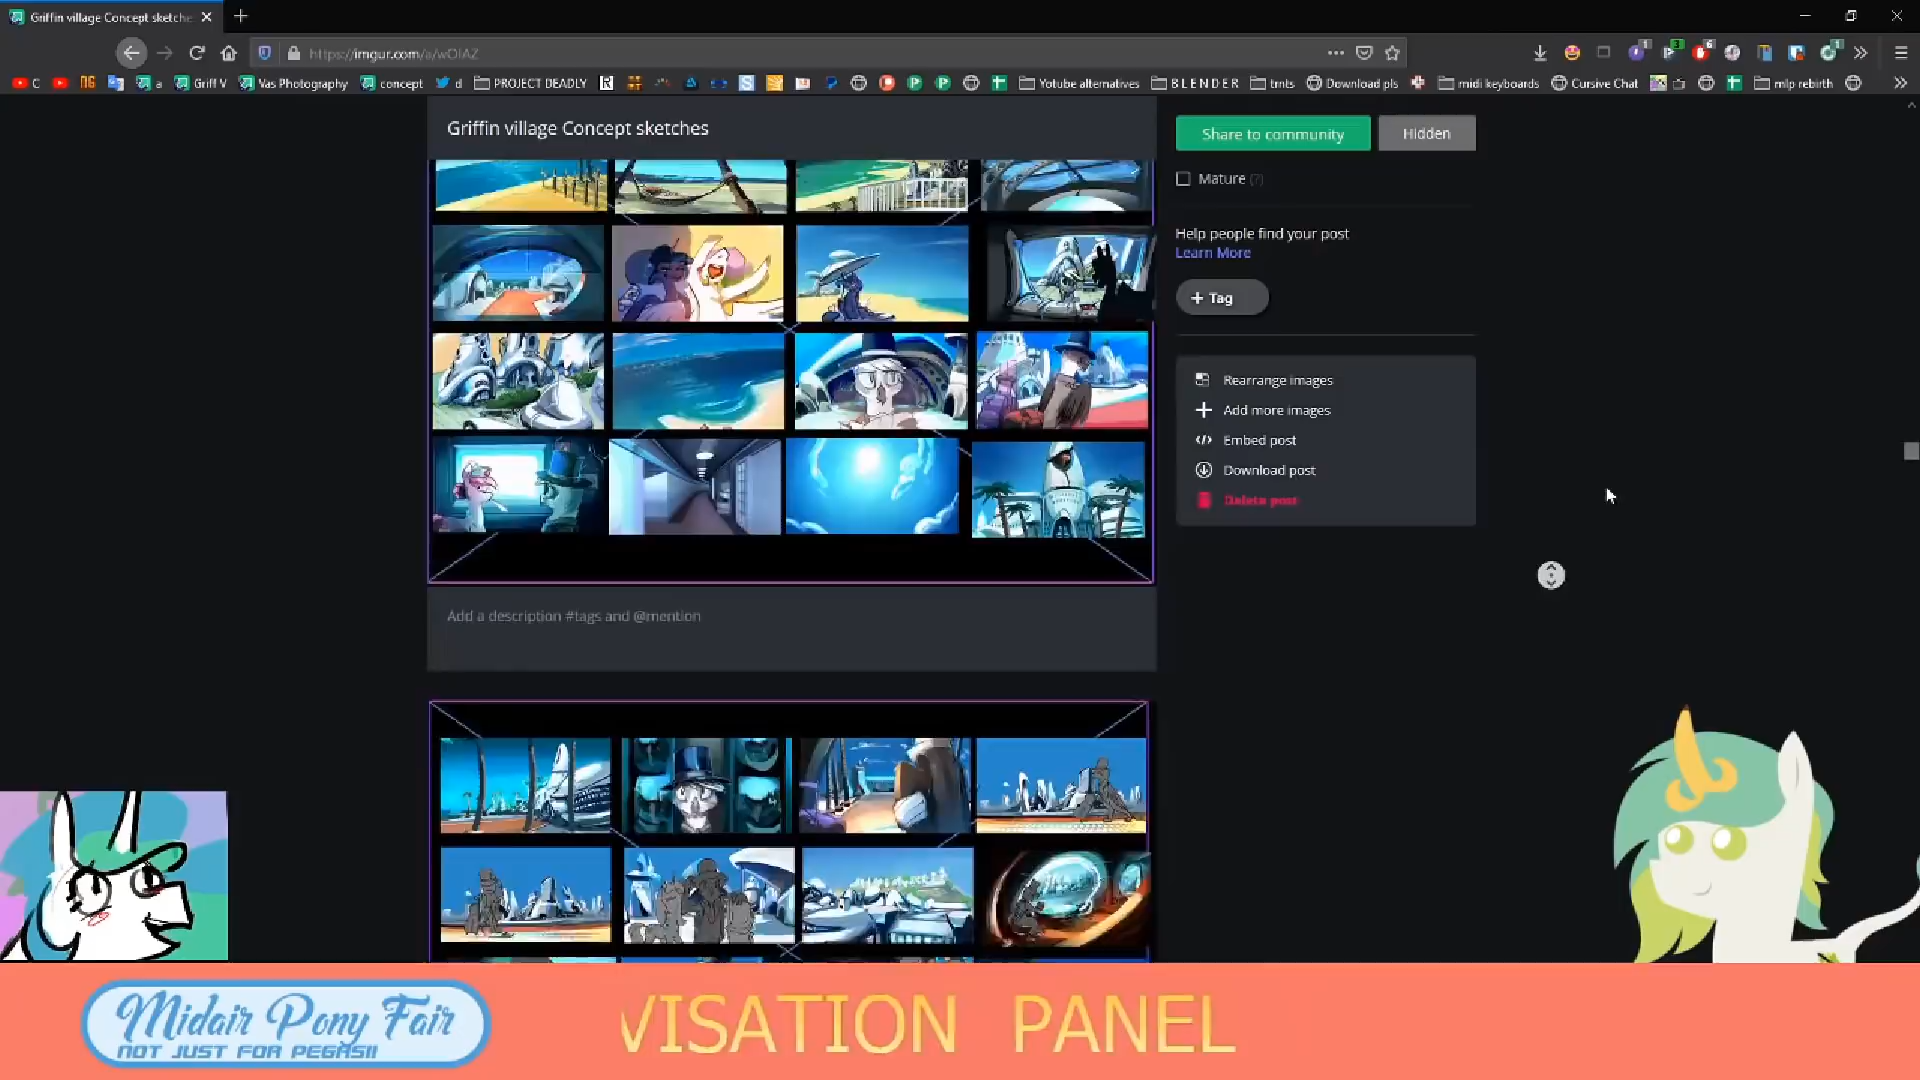 Griffin village Concept sketche
https://imgur.com/a/wOIAZ
C
a
Griff V
Vas Photography
concept
d
PROJECT DEADLY
Yotube alternatives
B L E N D E R
tmts
Download pls
midi keyboards
Cursive Chat
mlp rebirth
Griffin village Concept sketches
Share to community
Hidden
Mature (?)
Help people find your post
Learn More
+ Tag
Rearrange images
Add more images
Embed post
Download post
Delete post
Add a description #tags and @mention
Midair Pony Fair
NOT JUST FOR PEGASII
VISATION PANEL